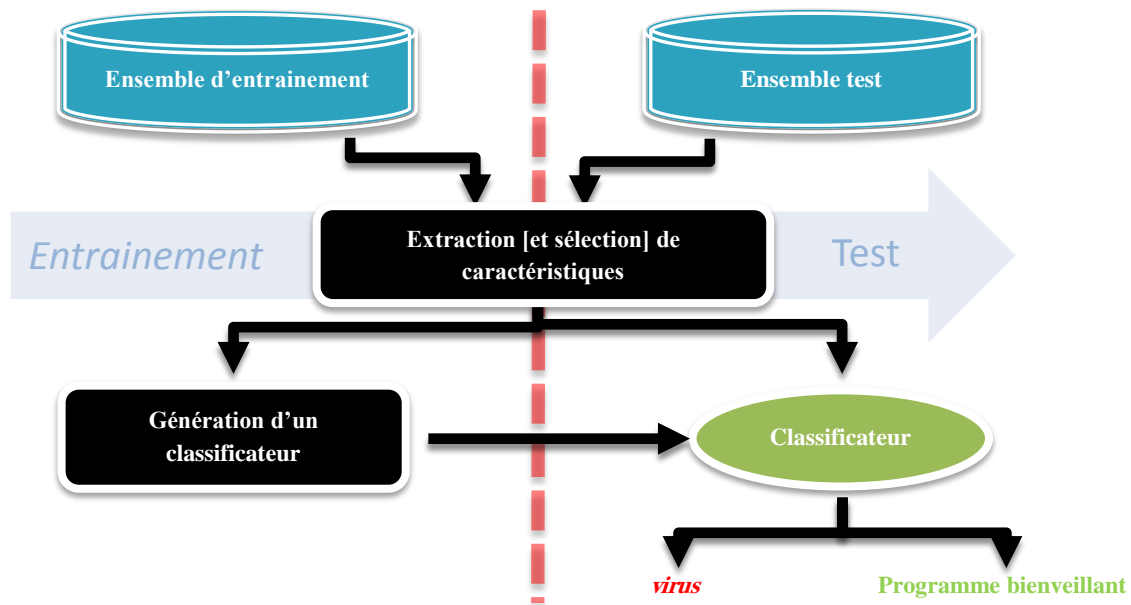 Ensemble d'entrainement
Ensemble test
Entrainement
Extraction [et sélection] de
caractéristiques
Test
Génération d'un
classificateur
Classificateur
virus
Programme bienveillant